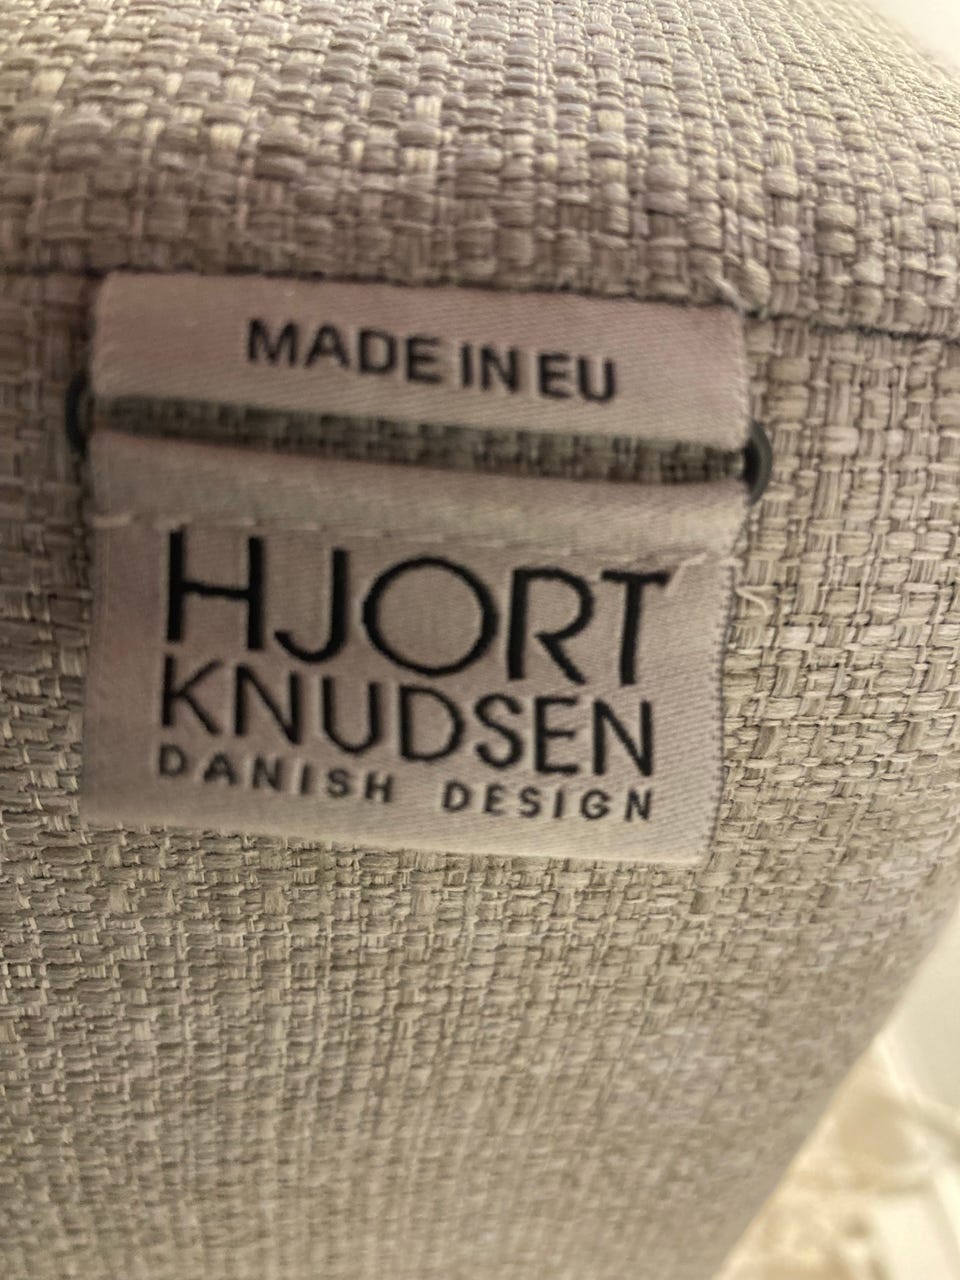 MADE IN EU
HJORT
KNUDSEN
DANISH DESIGN